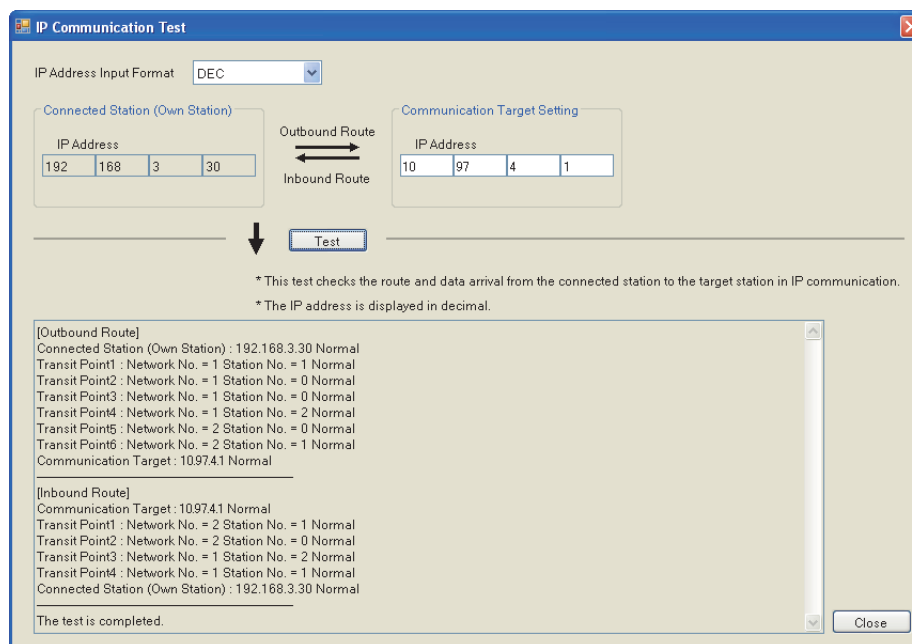 IP Communication Test
IP Address Input Format DEC
Connected Station (Own Station)
IP Address
192 168 3 30
Outbound Route
Inbound Route
Communication Target Setting
IP Address
10 97 4 1
Test
* This test checks the route and data arrival from the connected station to the target station in IP communication.
* The IP address is displayed in decimal.
[Outbound Route]
Connected Station (Own Station) : 192.168.3.30 Normal
Transit Point1 : Network No. = 1 Station No. = 1 Normal
Transit Point2 : Network No. = 1 Station No. = 0 Normal
Transit Point3 : Network No. = 1 Station No. = 0 Normal
Transit Point4 : Network No. = 1 Station No. = 2 Normal
Transit Point5 : Network No. = 2 Station No. = 0 Normal
Transit Point6 : Network No. = 2 Station No. = 1 Normal
Communication Target : 10.97.4.1 Normal
[Inbound Route]
Communication Target : 10.97.4.1 Normal
Transit Point1 : Network No. = 2 Station No. = 1 Normal
Transit Point2 : Network No. = 2 Station No. = 0 Normal
Transit Point3 : Network No. = 1 Station No. = 2 Normal
Transit Point4 : Network No. = 1 Station No. = 1 Normal
Connected Station (Own Station) : 192.168.3.30 Normal
The test is completed.
Close